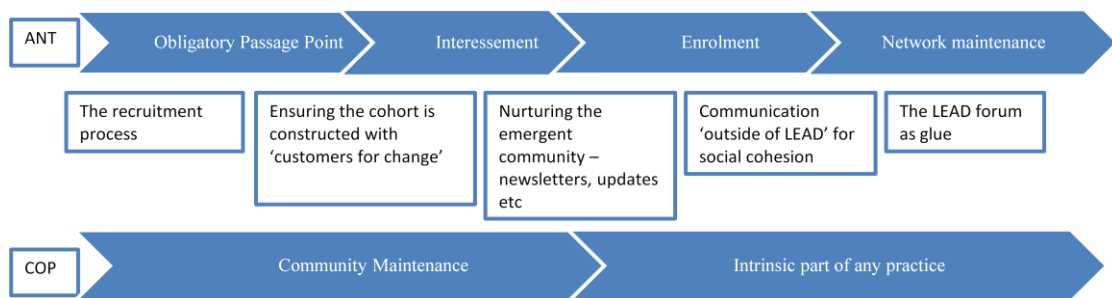 ANT
Obligatory Passage Point
Interessement
Enrolment
Network maintenance
The recruitment
process
Ensuring the cohort is
constructed with
‘customers for change’
Nurturing the
emergent
community –
newsletters, updates
etc
Communication
‘outside of LEAD’ for
social cohesion
The LEAD forum
as glue
COP
Community Maintenance
Intrinsic part of any practice